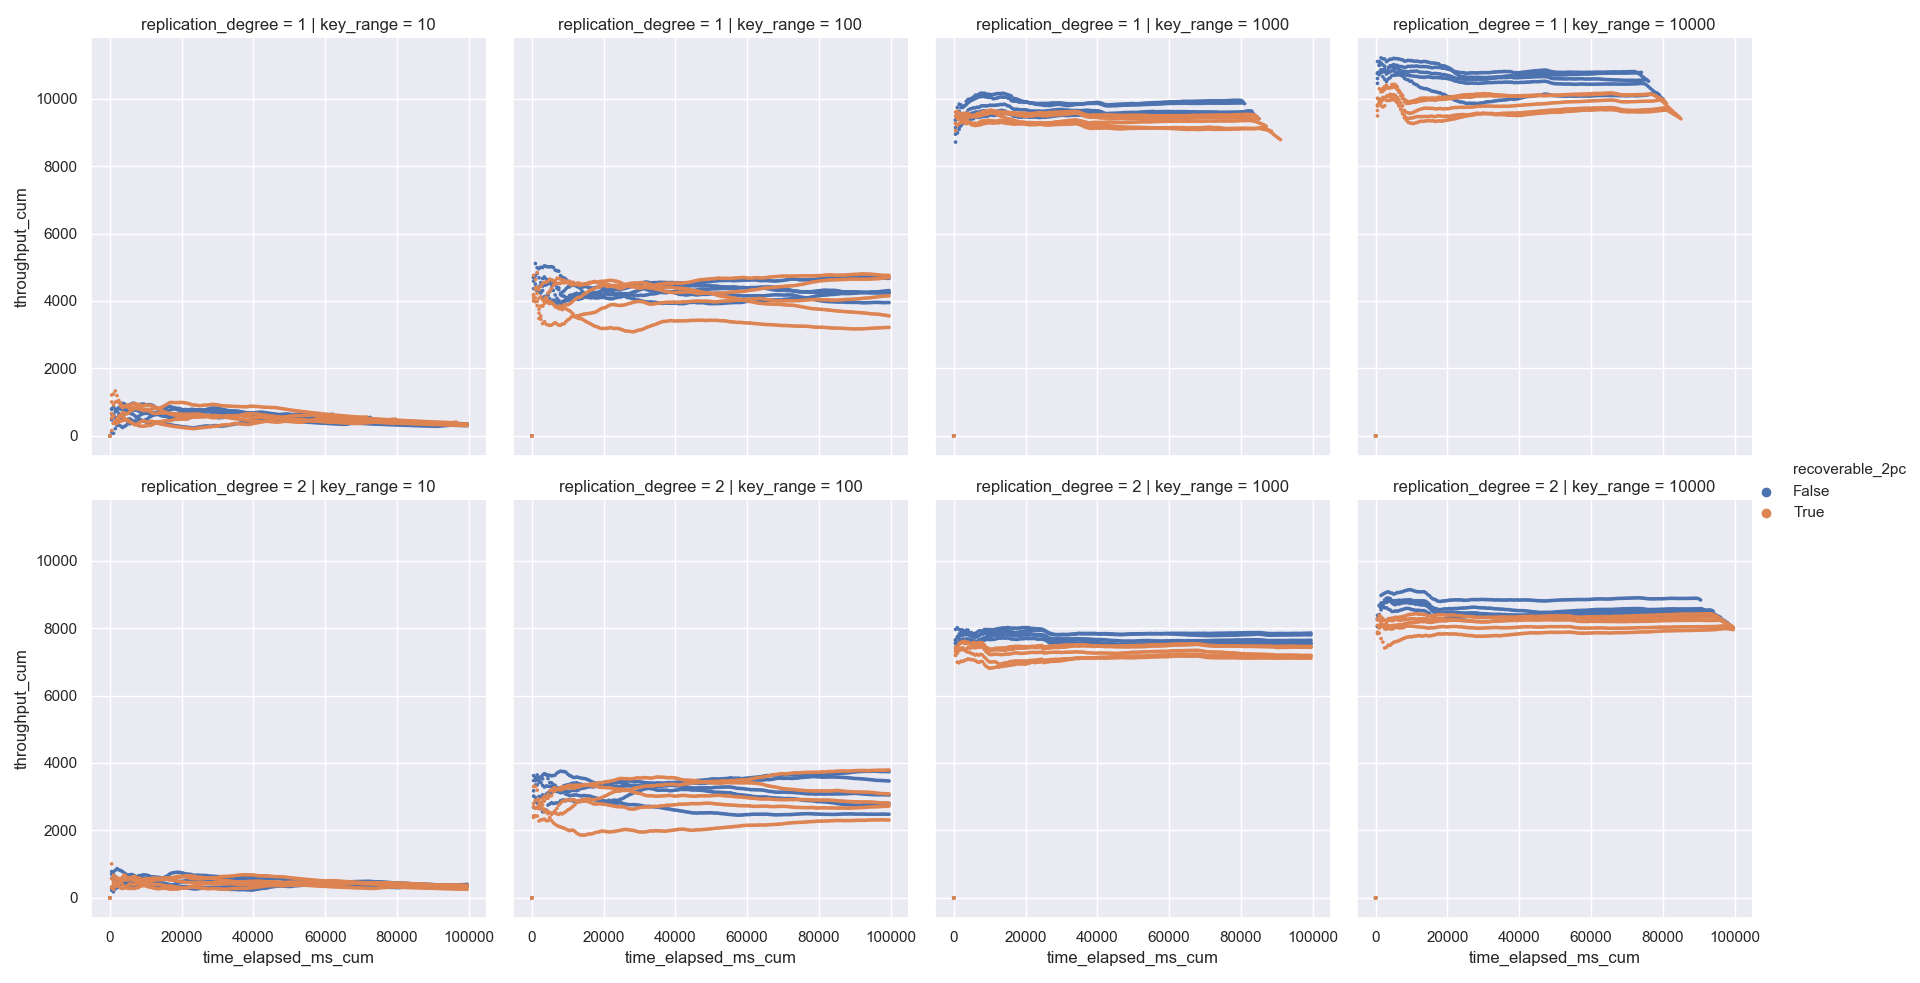 replication_degree = 1 | key_range = 10
replication_degree = 1 | key_range = 100
replication_degree = 1 | key_range = 1000
replication_degree = 1 | key_range = 10000
10000
8000
6000
4000
2000
0
throughput_cum
replication_degree = 2 | key_range = 10
replication_degree = 2 | key_range = 100
replication_degree = 2 | key_range = 1000
replication_degree = 2 | key_range = 10000
10000
8000
6000
4000
2000
0
throughput_cum
0 20000 40000 60000 80000 100000
time_elapsed_ms_cum
0 20000 40000 60000 80000 100000
time_elapsed_ms_cum
0 20000 40000 60000 80000 100000
time_elapsed_ms_cum
0 20000 40000 60000 80000 100000
time_elapsed_ms_cum
recoverable_2pc
False
True